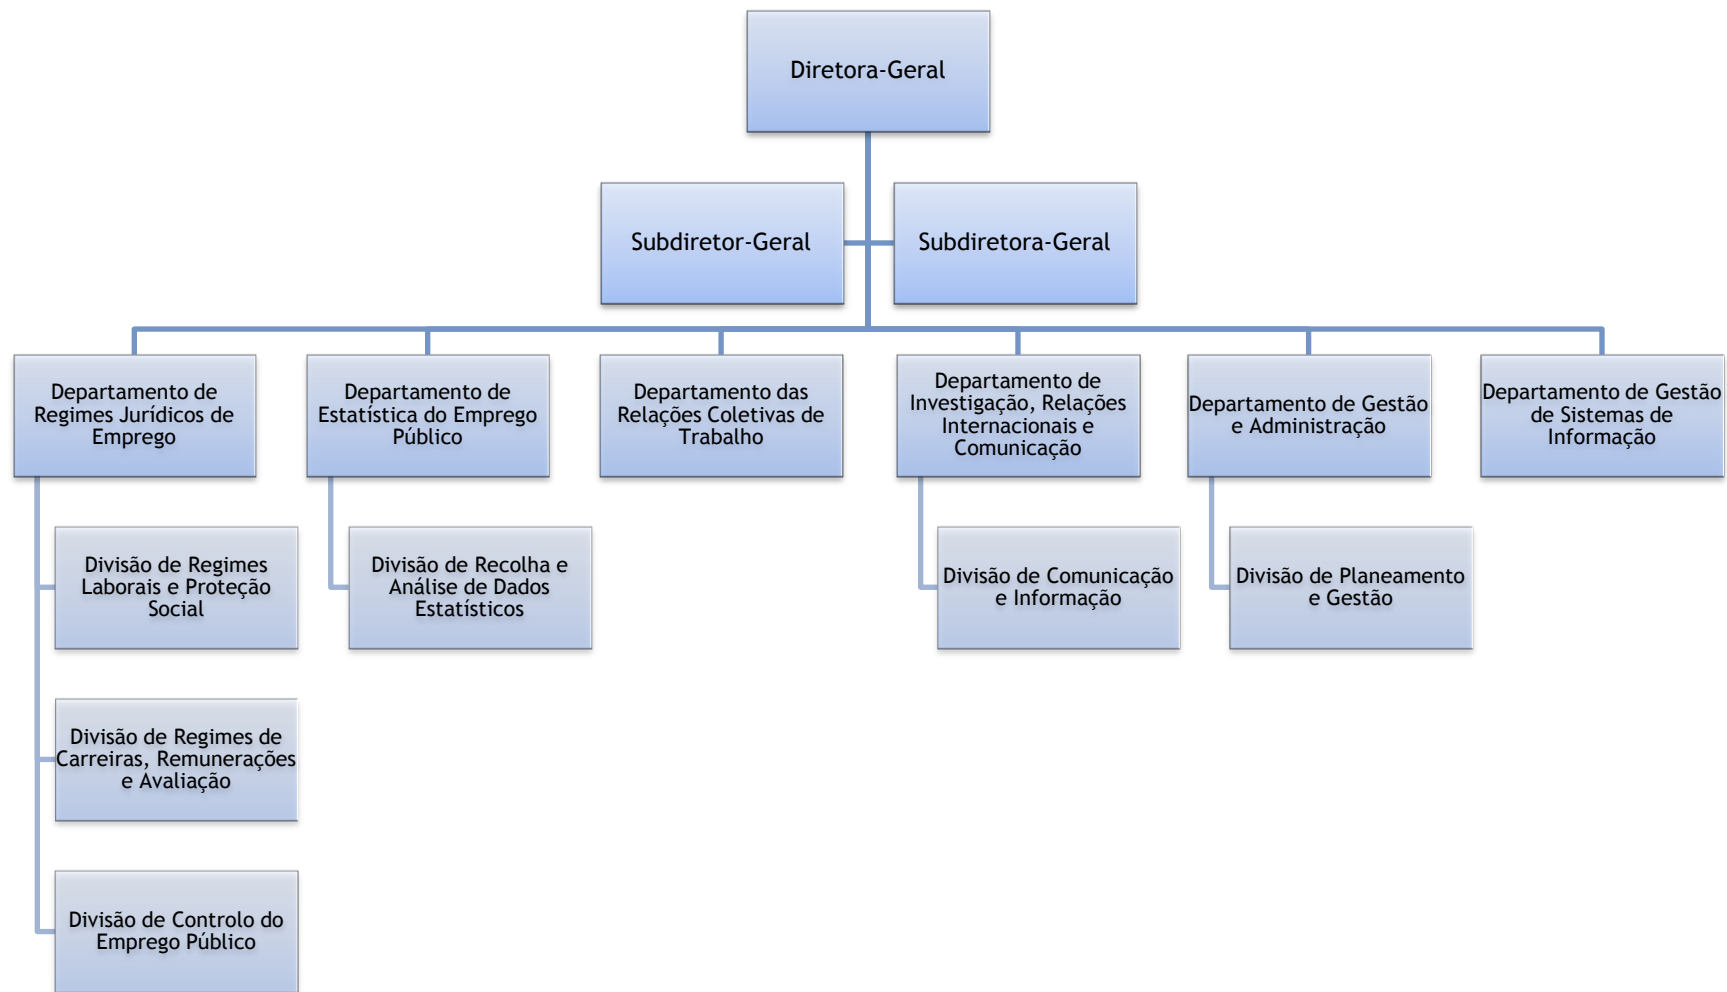 Diretora-Geral
Subdiretor-Geral
Subdiretora-Geral
Departamento de
Regimes Jurídicos de
Emprego
Departamento de
Estatística do Emprego
Público
Departamento das
Relações Coletivas de
Trabalho
Departamento de
Investigação, Relações
Internacionais e
Comunicação
Departamento de Gestão
e Administração
Departamento de Gestão
de Sistemas de
Informação
Divisão de Regimes
Laborais e Proteção
Social
Divisão de Recolha e
Análise de Dados
Estatísticos
Divisão de Comunicação
e Informação
Divisão de Planeamento
e Gestão
Divisão de Regimes de
Carreiras, Remunerações
e Avaliação
Divisão de Controlo do
Emprego Público